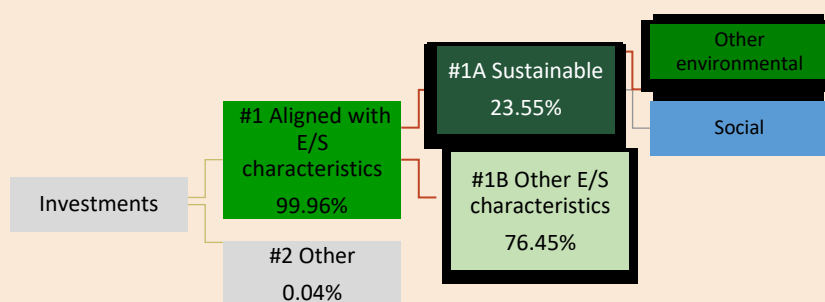 Investments
#1 Aligned with
E/S
characteristics
99.96%
#2 Other
0.04%
#1A Sustainable
23.55%
#1B Other E/S
characteristics
76.45%
Other
environmental
Social